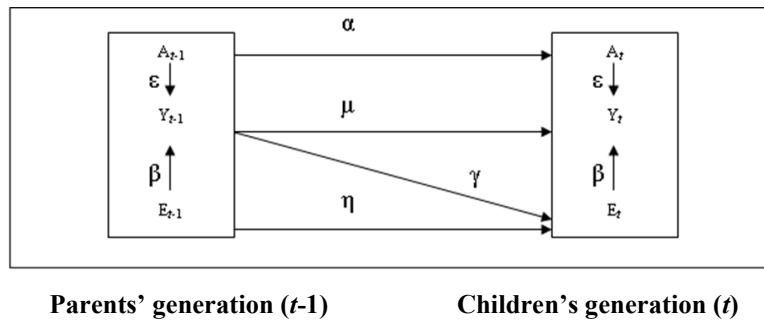 α
A_{t-1} A_t
ε ε
μ
Y_{t-1} Y_t
β γ β
η
E_{t-1} E_t
Parents’ generation (t-1) Children’s generation (t)